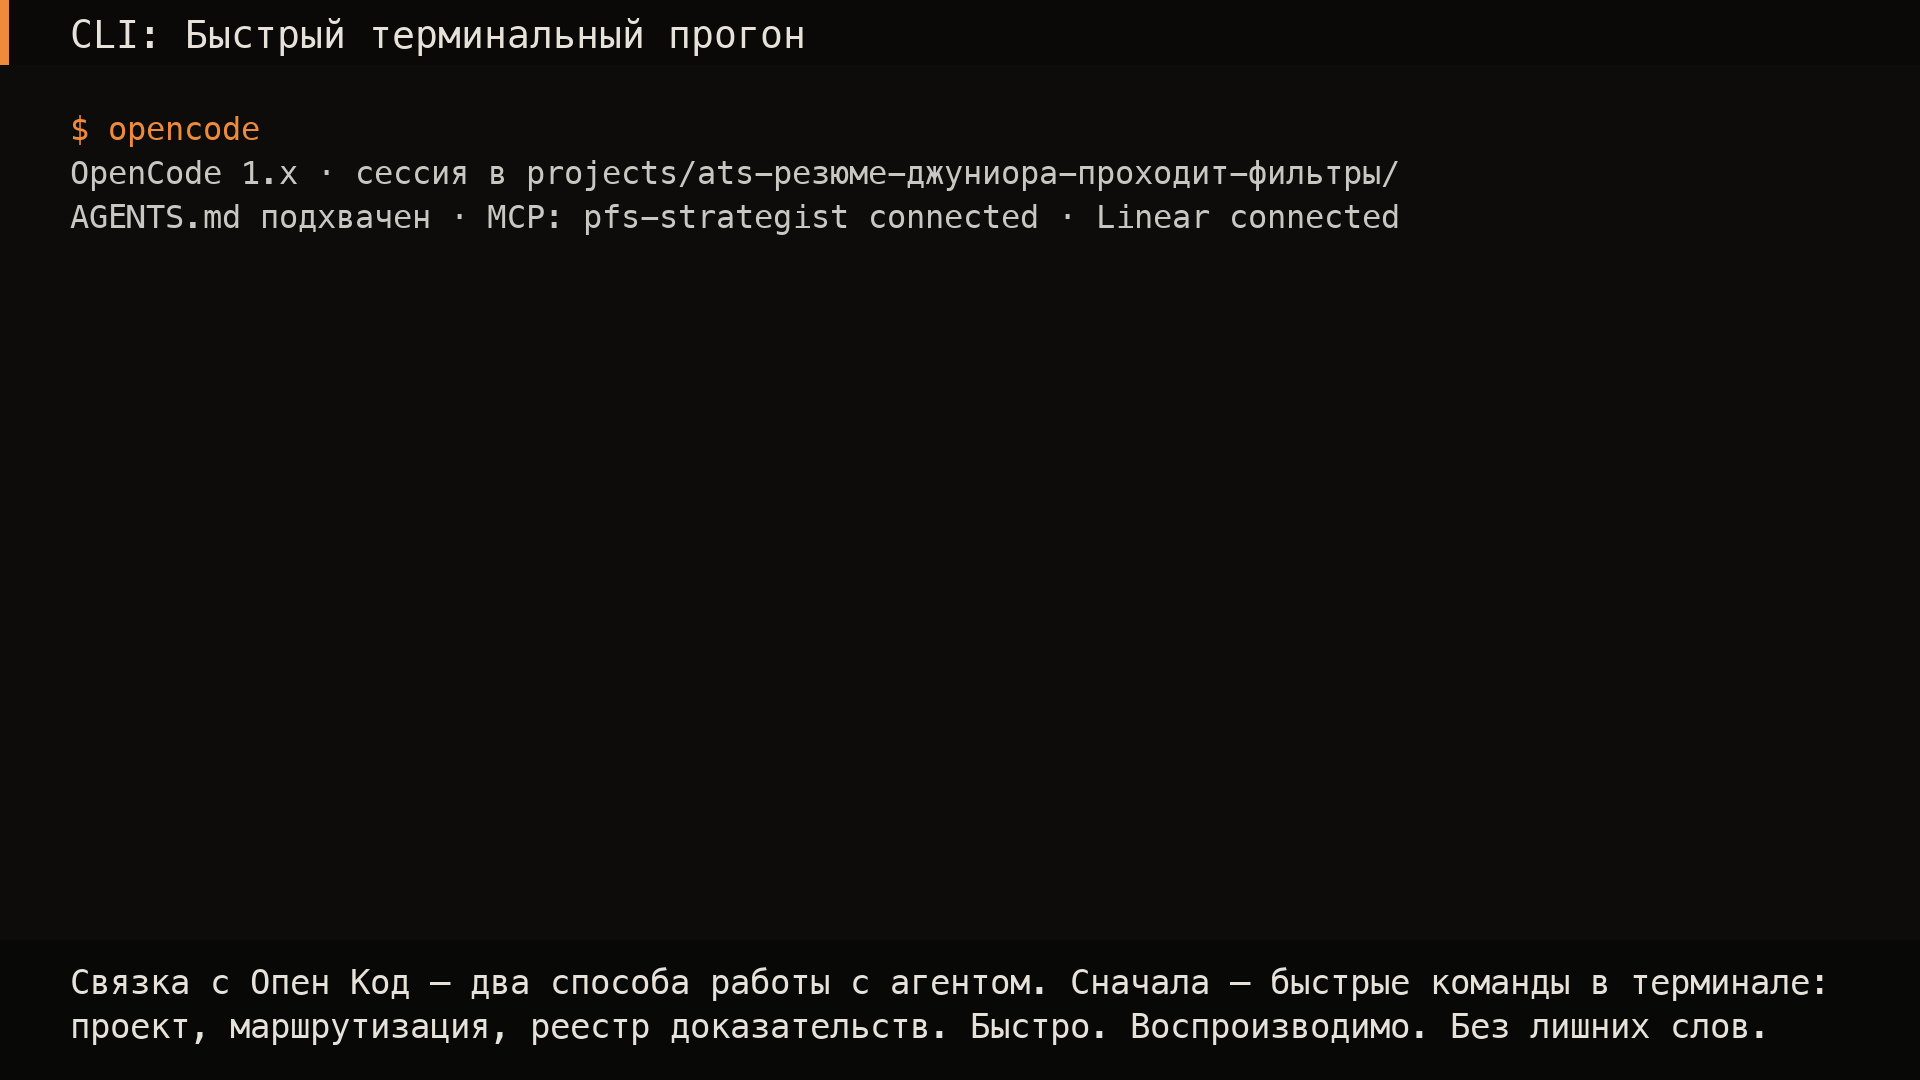 CLI: Быстрый терминальный прогон
$ opencode
OpenCode 1.x · сессия в projects/ats-резюме-джуниора-проходит-фильтры/
AGENTS.md подхвачен · MCP: pfs-strategist connected · Linear connected
Связка с Опен Код — два способа работы с агентом. Сначала — быстрые команды в терминале:
проект, маршрутизация, реестр доказательств. Быстро. Воспроизводимо. Без лишних слов.